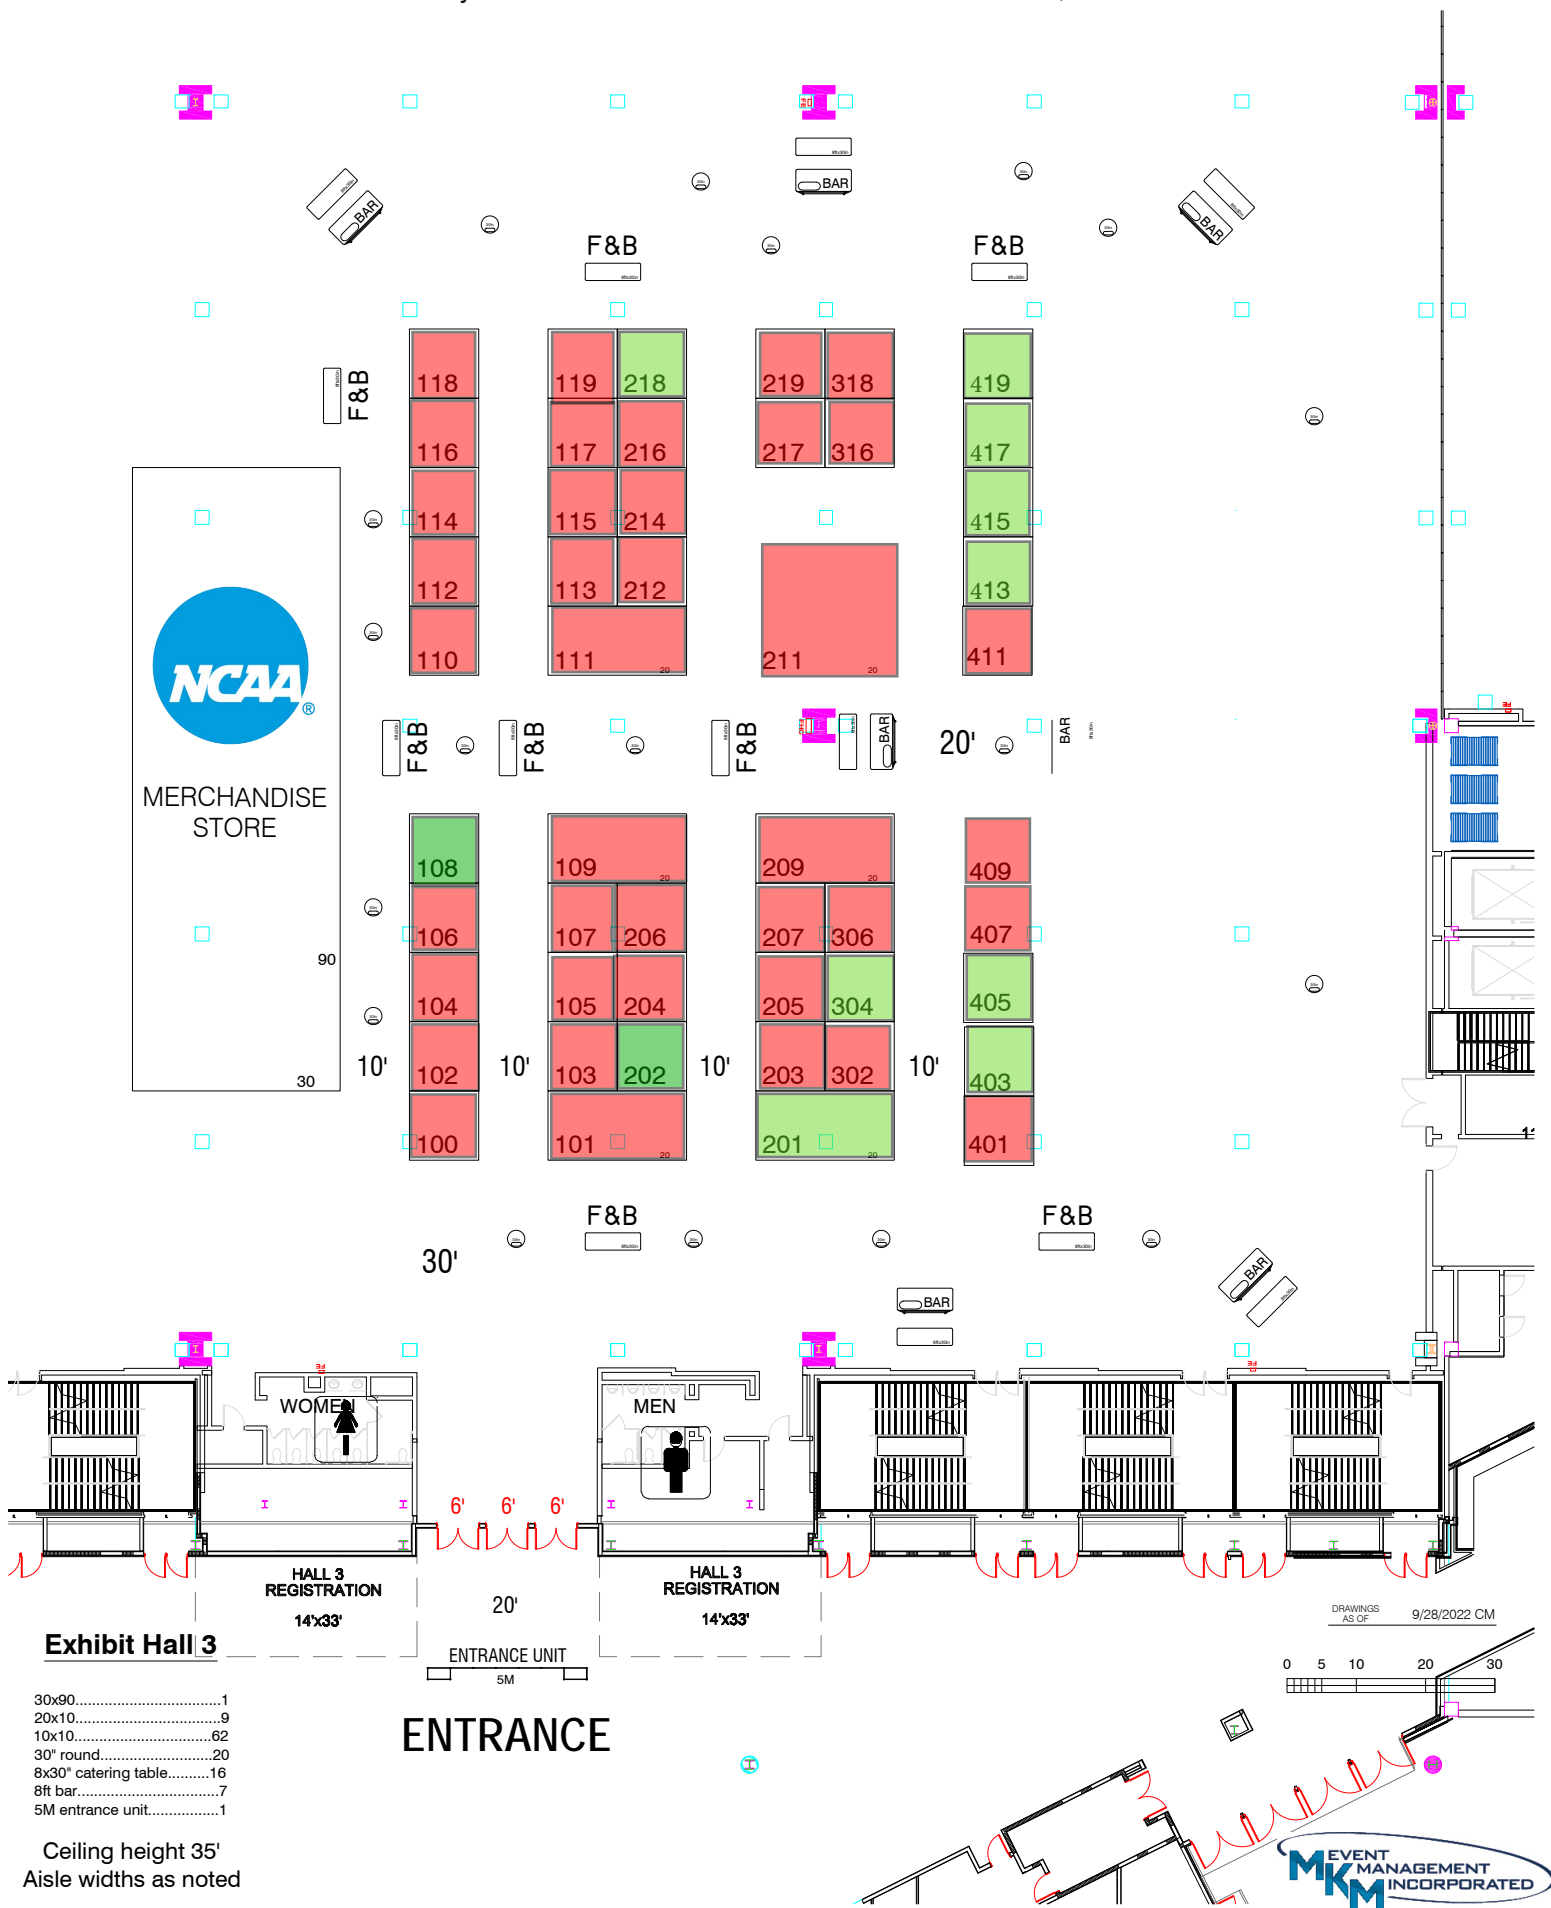 BAR
BAR
BAR
F&B
F&B
F&B
118
119
218
219
318
419
116
117
216
217
316
417
114
115
214
415
112
113
212
413
110
111
20
211
20
411
NCAA®
MERCHANDISE
STORE
90
30
F&B
F&B
F&B
BAR
20'
BAR
108
109
20
209
20
409
106
107
206
207
306
407
104
105
204
205
304
405
10'
102
10'
103
202
10'
203
302
10'
403
100
101
20
201
20
401
F&B
F&B
30'
BAR
BAR
WOMEN
MEN
6'
6'
6'
HALL 3
REGISTRATION
14'x33'
HALL 3
REGISTRATION
14'x33'
20'
ENTRANCE UNIT
5M
ENTRANCE
DRAWINGS
AS OF
9/28/2022 CM
0 5 10 20 30
Exhibit Hall 3
30x90...................................1
20x10...................................9
10x10.................................62
30" round...........................20
8x30" catering table..........16
8ft bar..................................7
5M entrance unit.................1
Ceiling height 35'
Aisle widths as noted
MKM EVENT
MANAGEMENT
INCORPORATED